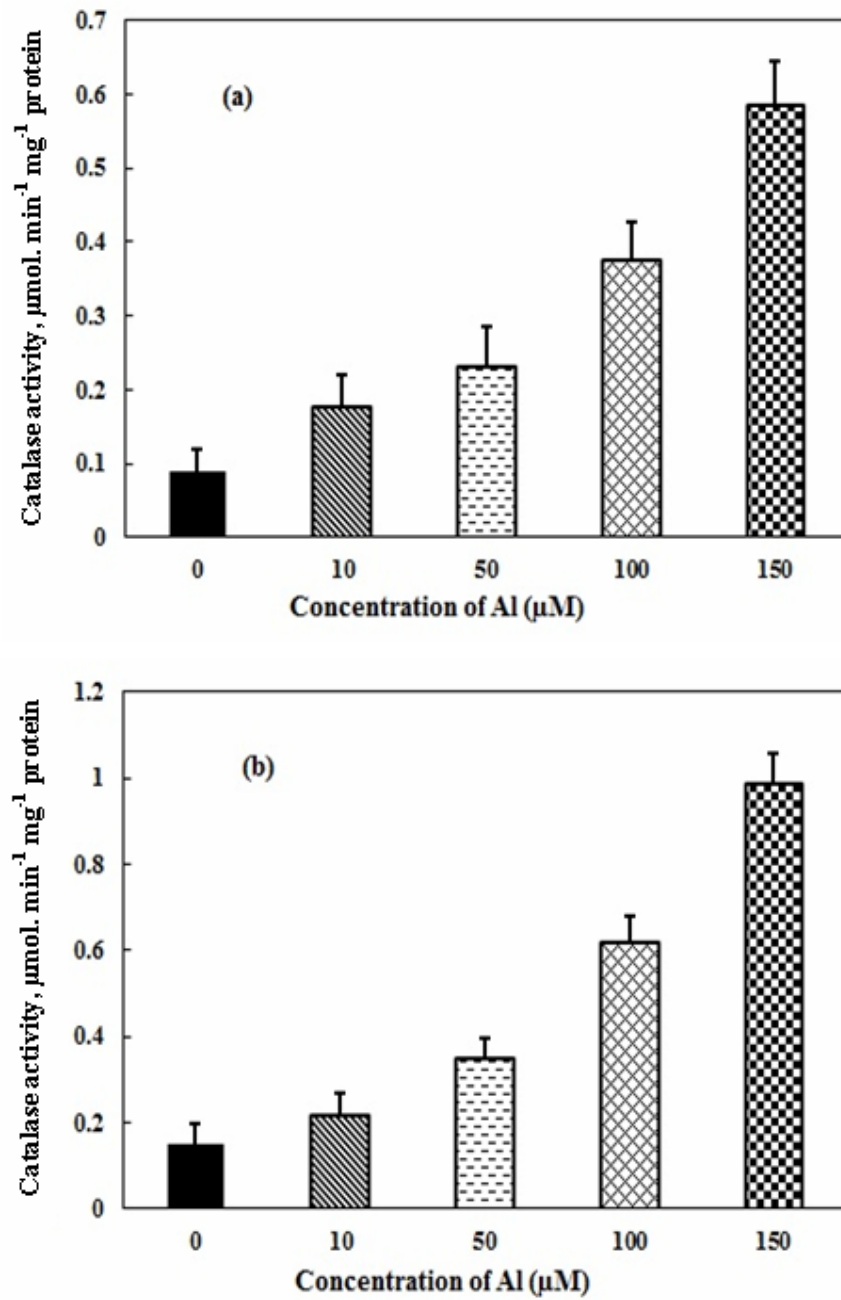 0.7
0.6
0.5
0.4
0.3
0.2
0.1
0
Catalase activity, µmol. min⁻¹ mg⁻¹ protein
(a)
0 10 50 100 150
Concentration of Al (µM)
1.2
1
0.8
0.6
0.4
0.2
0
Catalase activity, µmol. min⁻¹ mg⁻¹ protein
(b)
0 10 50 100 150
Concentration of Al (µM)